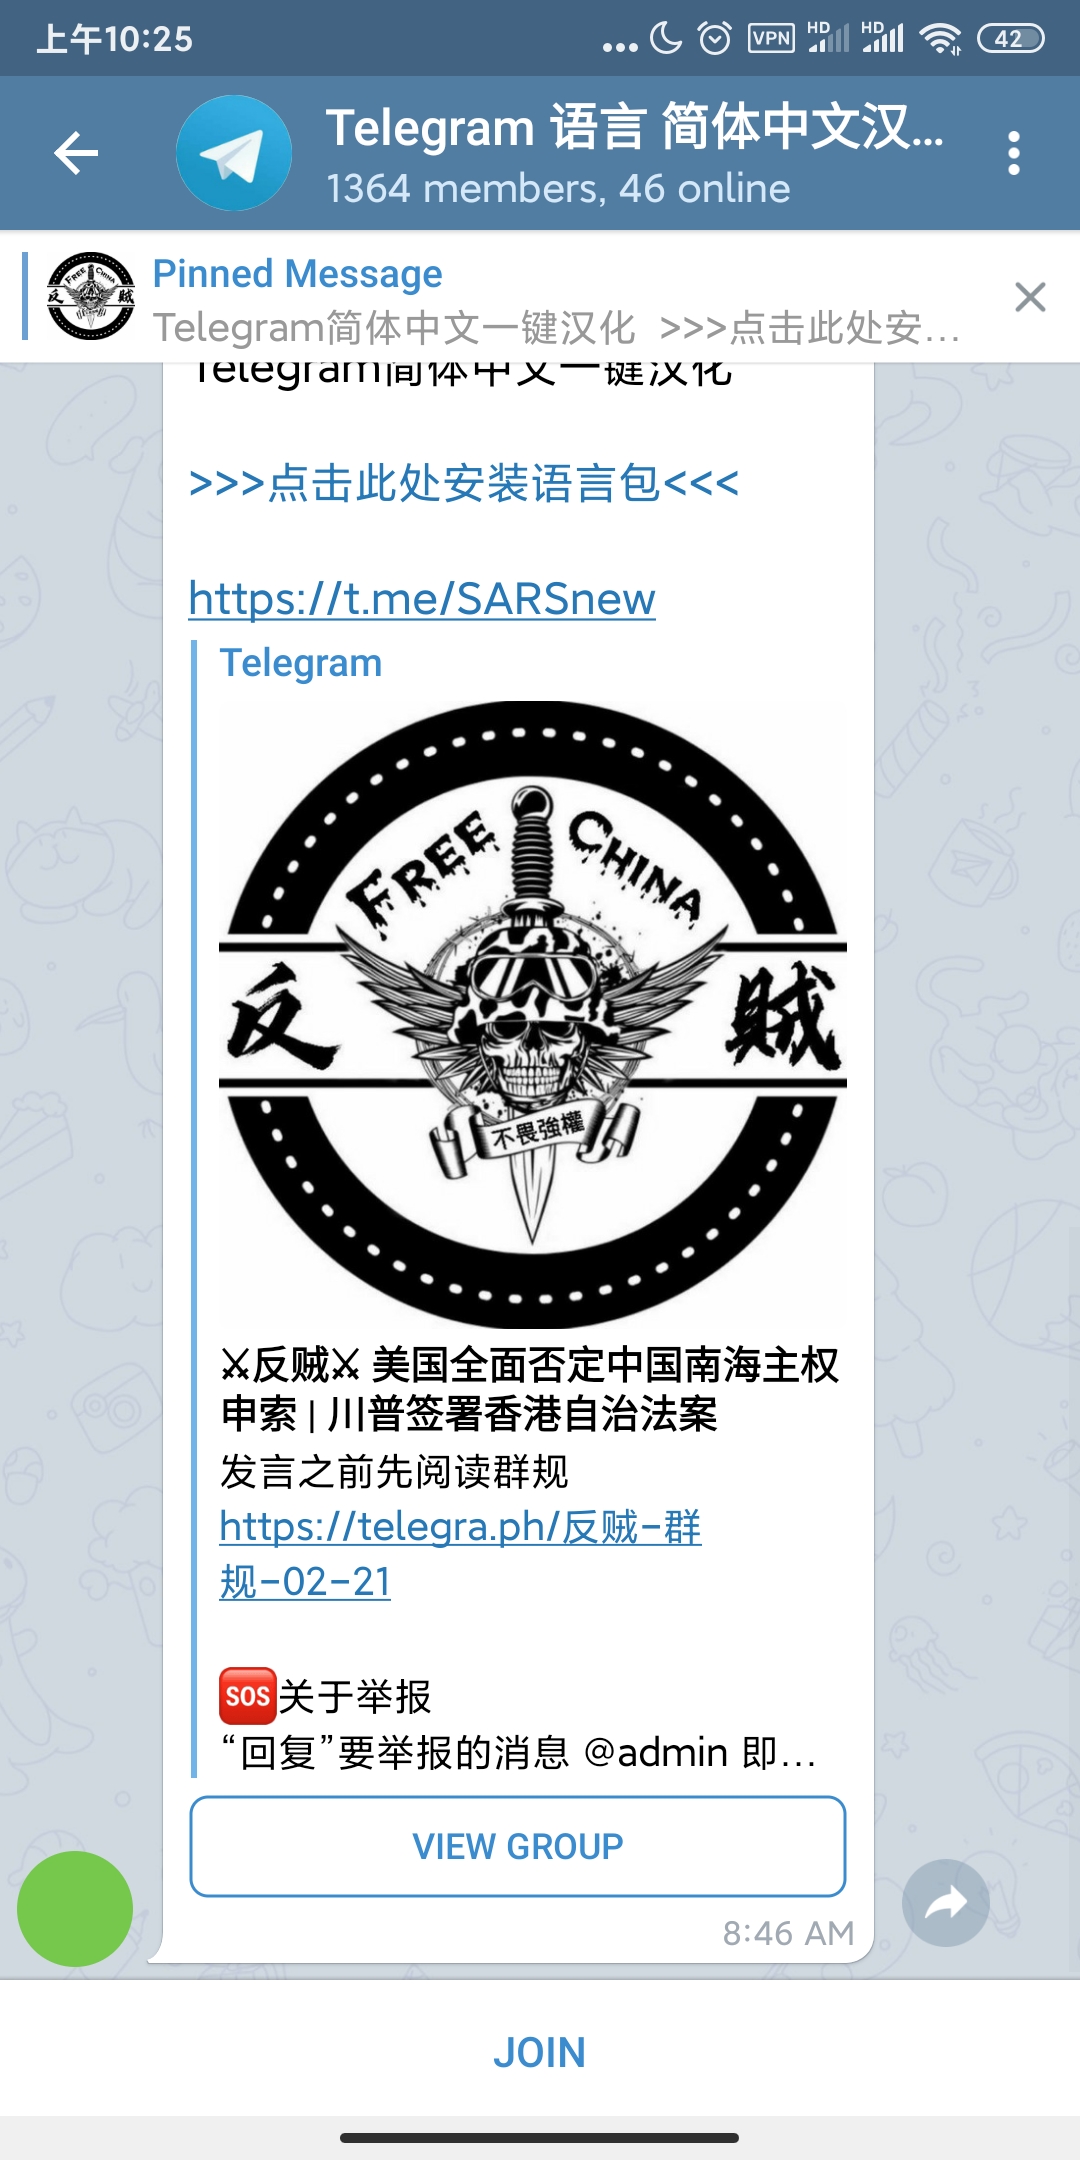 上午10:25
VPN
HD
HD
42
Telegram 语言 简体中文汉...
1364 members, 46 online
Pinned Message
Telegram简体中文一键汉化 >>>点击此处安...
Telegram简体中文一键汉化
>>>点击此处安装语言包<<<
https://t.me/SARSnew
Telegram
FREE CHINA
反 賊
不畏強權
⚔反贼⚔ 美国全面否定中国南海主权
申索 | 川普签署香港自治法案
发言之前先阅读群规
https://telegra.ph/反贼-群
规-02-21
🆘关于举报
“回复”要举报的消息 @admin 即...
VIEW GROUP
8:46 AM
JOIN